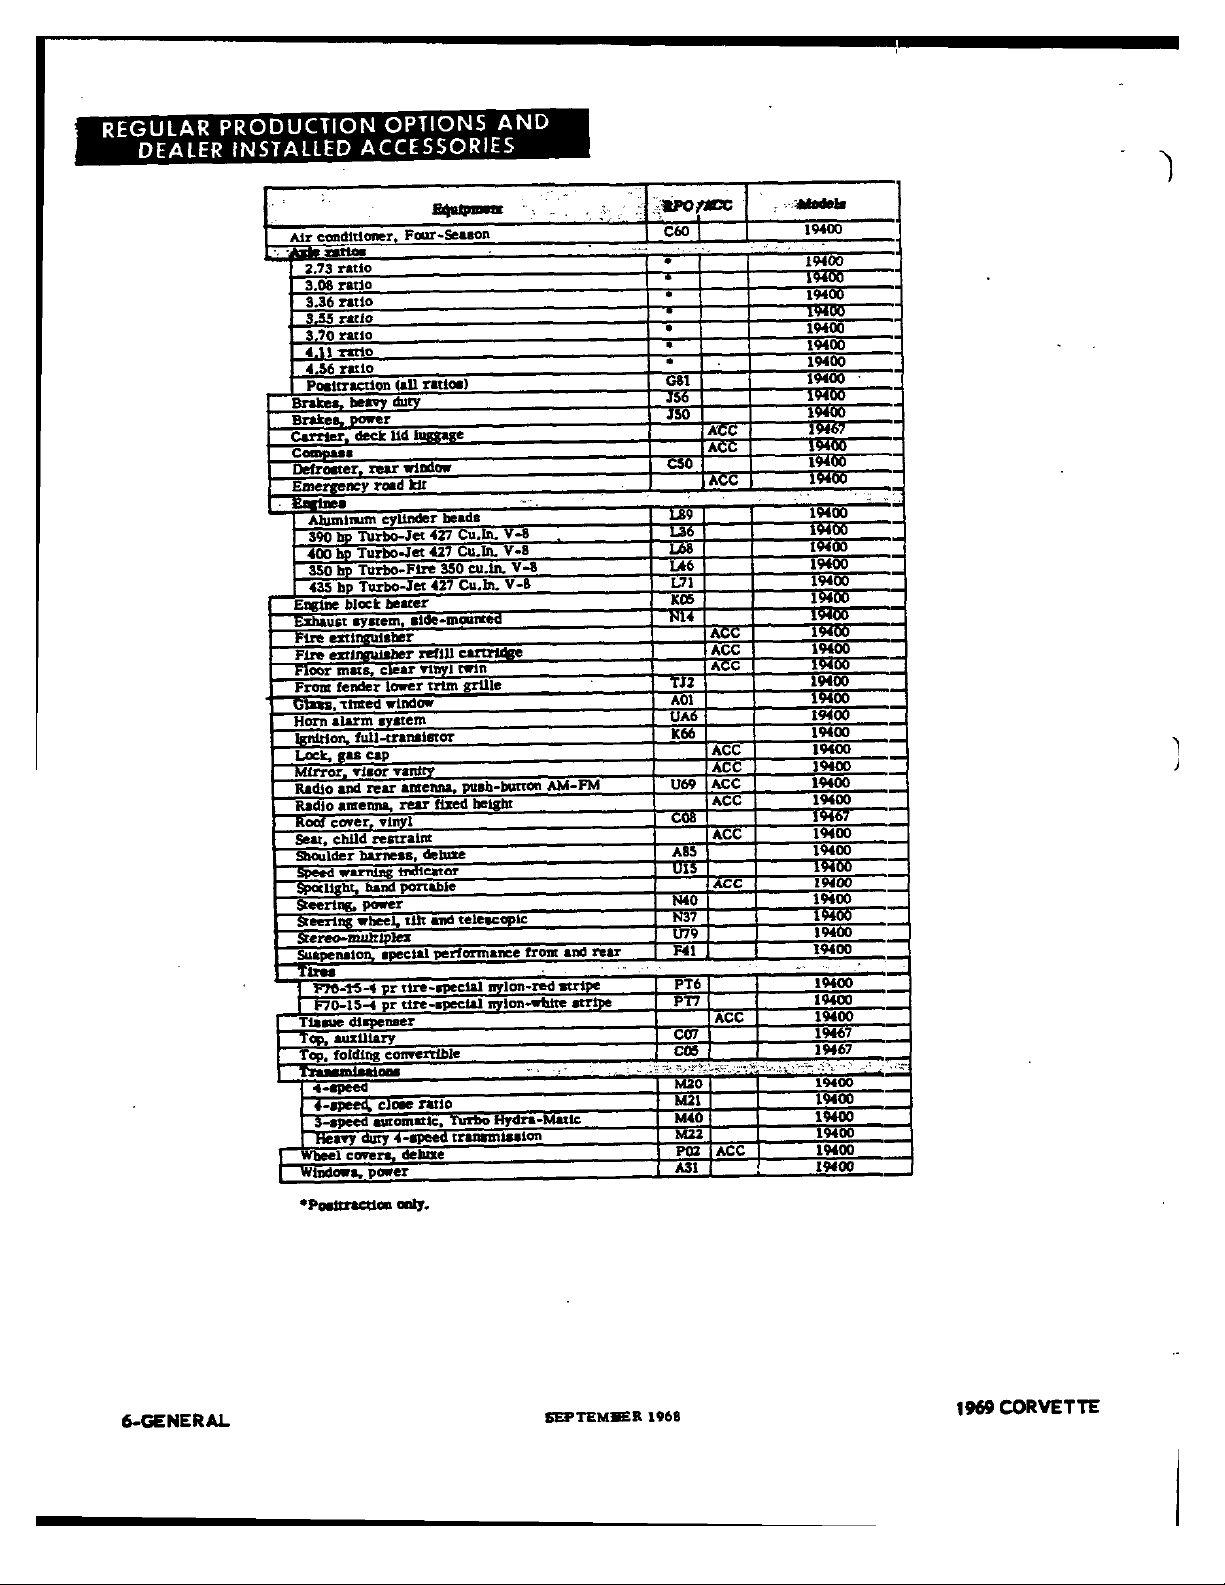 REGULAR PRODUCTION OPTIONS AND
DEALER INSTALLED ACCESSORIES
Equipment RPO/ACC Models
Air conditioner, Four-Season C60 19400
Axle ratios
2.73 ratio * 19400
3.08 ratio * 19400
3.36 ratio * 19400
3.55 ratio * 19400
3.70 ratio * 19400
4.11 ratio * 19400
4.56 ratio * 19400
Positraction (all ratios) G81 19400
Brakes, heavy duty J56 19400
Brakes, power J50 19400
Carrier, deck lid luggage ACC 19467
Compass ACC 19400
Defroster, rear window C50 19400
Emergency road kit ACC 19400
Engines
Aluminum cylinder heads L89 19400
390 hp Turbo-Jet 427 Cu.In. V-8 L36 19400
400 hp Turbo-Jet 427 Cu.In. V-8 L68 19400
350 hp Turbo-Fire 350 cu.in. V-8 L46 19400
435 hp Turbo-Jet 427 Cu.In. V-8 L71 19400
Engine block heater K05 19400
Exhaust system, side-mounted N14 19400
Fire extinguisher ACC 19400
Fire extinguisher refill cartridge ACC 19400
Floor mats, clear vinyl twin ACC 19400
Front fender lower trim grille TJ2 19400
Glass, tinted window A01 19400
Horn alarm system UA6 19400
Ignition, full-transistor K66 19400
Lock, gas cap ACC 19400
Mirror, visor vanity ACC 19400
Radio and rear antenna, push-button AM-FM U69 ACC 19400
Radio antenna, rear fixed height ACC 19400
Roof cover, vinyl C08 19467
Seat, child restraint ACC 19400
Shoulder harness, deluxe A85 19400
Speed warning indicator U15 19400
Spotlight, hand portable ACC 19400
Steering, power N40 19400
Steering wheel, tilt and telescopic N37 19400
Stereo-multiplex U79 19400
Suspension, special performance front and rear F41 19400
Tires
F70-15-4 pr tire-special nylon-red stripe PT6 19400
F70-15-4 pr tire-special nylon-white stripe PT7 19400
Tissue dispenser ACC 19400
Top, auxiliary C07 19467
Top, folding convertible C05 19467
Transmissions
4-speed M20 19400
4-speed, close ratio M21 19400
3-speed automatic, Turbo Hydra-Matic M40 19400
Heavy duty 4-speed transmission M22 19400
Wheel covers, deluxe P02 ACC 19400
Windows, power A31 19400
*Positraction only.
6-GENERAL SEPTEMBER 1968 1969 CORVETTE